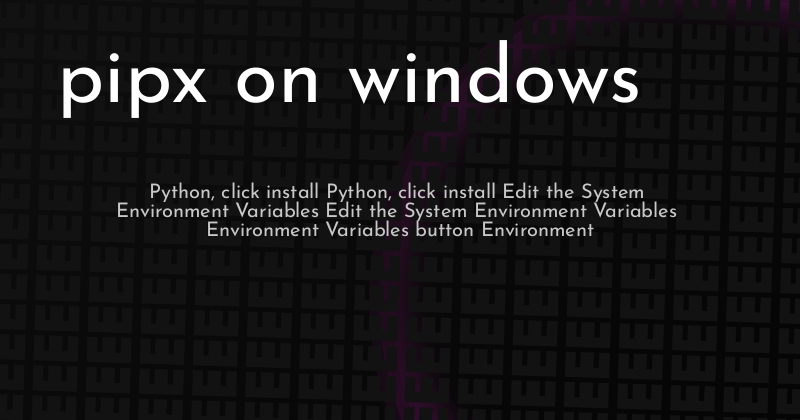 pipx on windows
Python, click install Python, click install Edit the System
Environment Variables Edit the System Environment Variables
Environment Variables button Environment